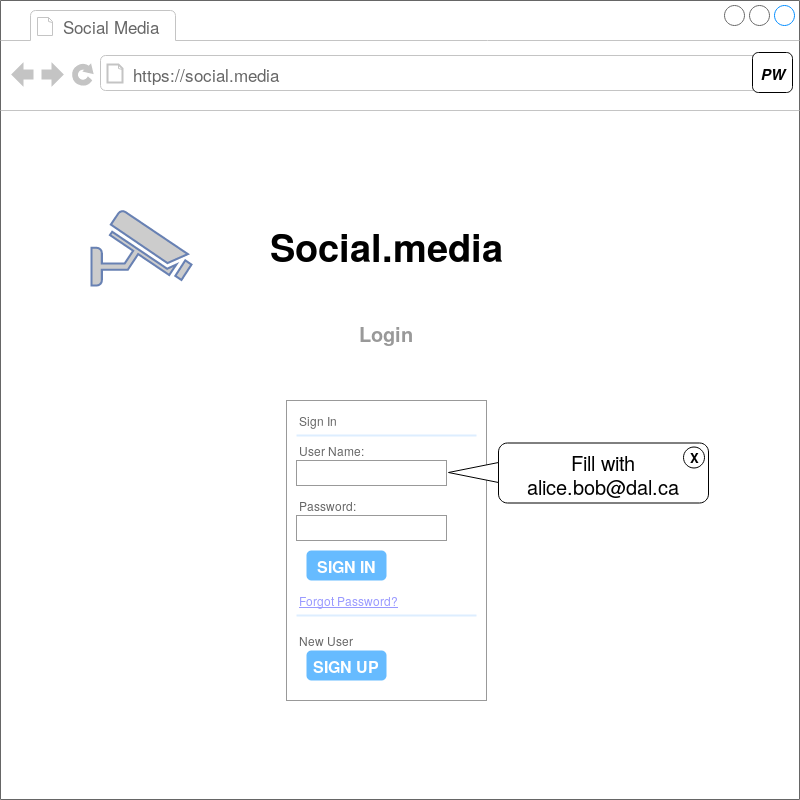 Social Media
https://social.media
PW
Social.media
Login
Sign In
User Name:
X
Fill with
alice.bob@dal.ca
Password:
SIGN IN
Forgot Password?
New User
SIGN UP